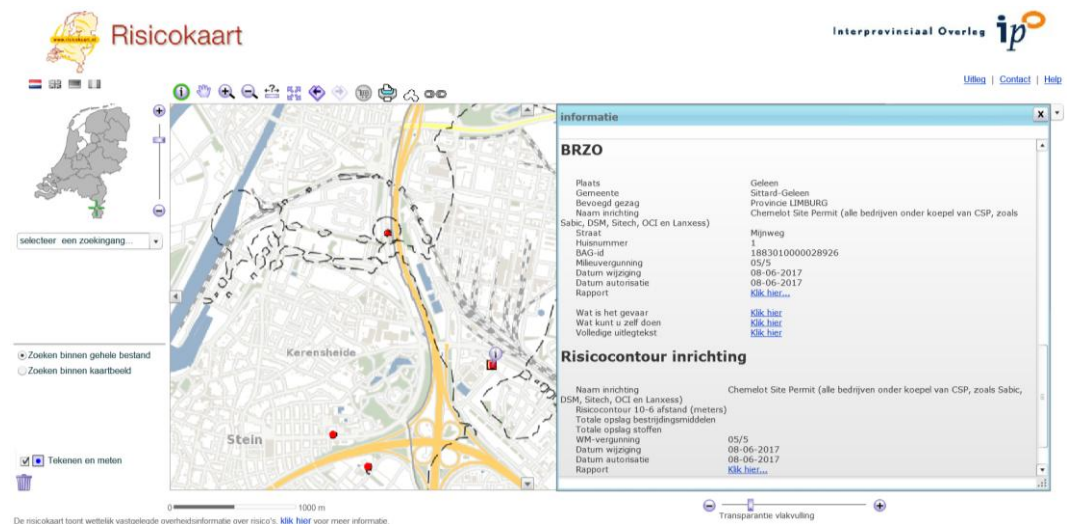 www.risicokaart.nl
Risicokaart
Interprovinciaal Overleg ipo
Uitleg | Contact | Help
selecteer een zoekingang...
Zoeken binnen gehele bestand
Zoeken binnen kaartbeeld
Tekenen en meten
Kerensheide
Stein
informatie
X
BRZO
Plaats Geleen
Gemeente Sittard-Geleen
Bevoegd gezag Provincie LIMBURG
Naam inrichting Chemelot Site Permit (alle bedrijven onder koepel van CSP, zoals
Sabic, DSM, Sitech, OCI en Lanxess)
Straat Mijnweg
Huisnummer 1
BAG-id 1883010000028926
Milieuvergunning 05/5
Datum wijziging 08-06-2017
Datum autorisatie 08-06-2017
Rapport Klik hier...
Wat is het gevaar Klik hier
Wat kunt u zelf doen Klik hier
Volledige uitlegtekst Klik hier
Risicocontour inrichting
Naam inrichting Chemelot Site Permit (alle bedrijven onder koepel van CSP, zoals Sabic,
DSM, Sitech, OCI en Lanxess)
Risicocontour 10-6 afstand (meters)
Totale opslag bestrijdingsmiddelen
Totale opslag stoffen
WM-vergunning 05/5
Datum wijziging 08-06-2017
Datum autorisatie 08-06-2017
Rapport Klik hier...
0 1000 m
Transparantie vlakvulling
De risicokaart toont wettelijk vastgelegde overheidsinformatie over risico's, klik hier voor meer informatie.